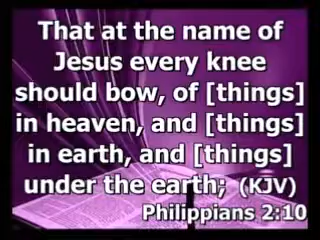 That at the name of
Jesus every knee
should bow, of [things]
in heaven, and [things]
in earth, and [things]
under the earth; (KJV)
Philippians 2:10